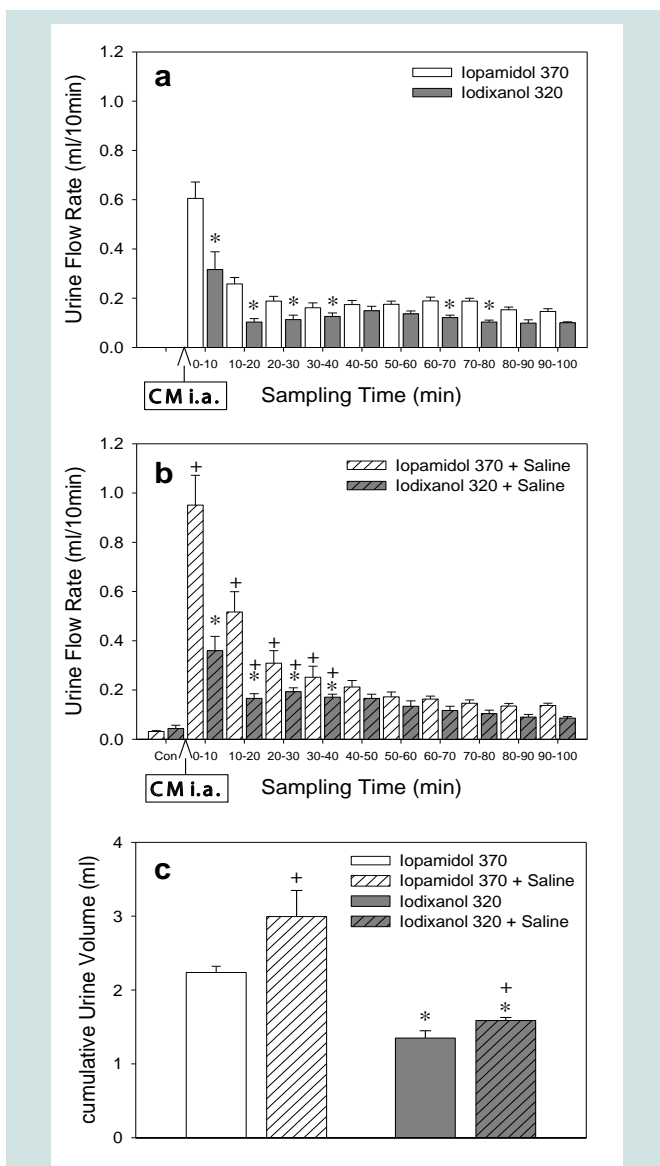 1.2
a
Iopamidol 370
Iodixanol 320
1.0
0.8
0.6
0.4
0.2
0.0
Urine Flow Rate (ml/10min)
*
* * * * *
0-10 10-20 20-30 30-40 40-50 50-60 60-70 70-80 80-90 90-100
CM i.a.
Sampling Time (min)
1.2
b
Iopamidol 370 + Saline
Iodixanol 320 + Saline
1.0
0.8
0.6
0.4
0.2
0.0
Urine Flow Rate (ml/10min)
+
+
*
+ +
+ + +
* * *
Con 0-10 10-20 20-30 30-40 40-50 50-60 60-70 70-80 80-90 90-100
CM i.a.
Sampling Time (min)
4
c
Iopamidol 370
Iopamidol 370 + Saline
Iodixanol 320
Iodixanol 320 + Saline
3
2
1
0
cumulative Urine Volume (ml)
+
*
+
*